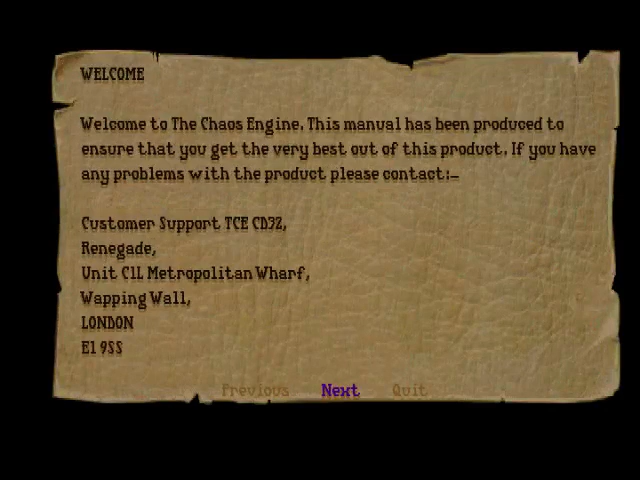 WELCOME
Welcome to The Chaos Engine. This manual has been produced to
ensure that you get the very best out of this product. If you have
any problems with the product please contact:-
Customer Support TCE CD32,
Renegade,
Unit C1L Metropolitan Wharf,
Wapping Wall,
LONDON
E1 9SS
Previous Next Quit